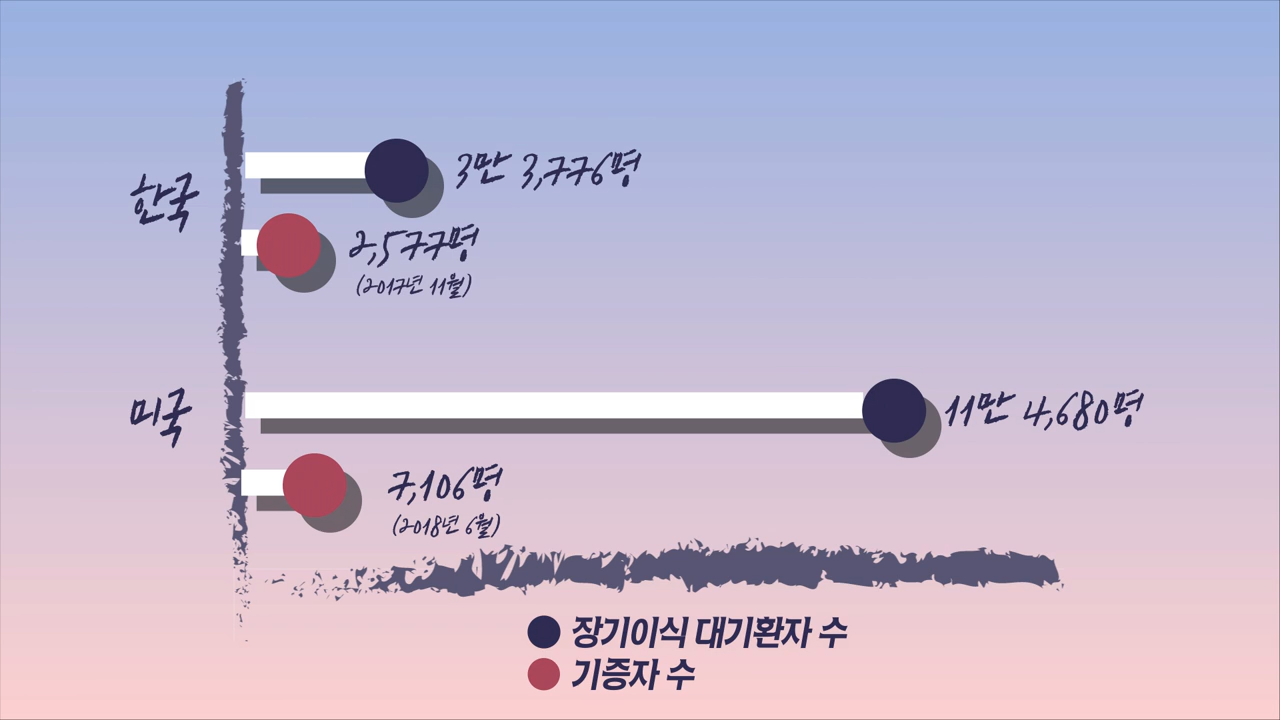 한국
3만 3,776명
2,577명
(2017년 11월)
미국
11만 4,680명
7,106명
(2018년 6월)
장기이식 대기환자 수
기증자 수